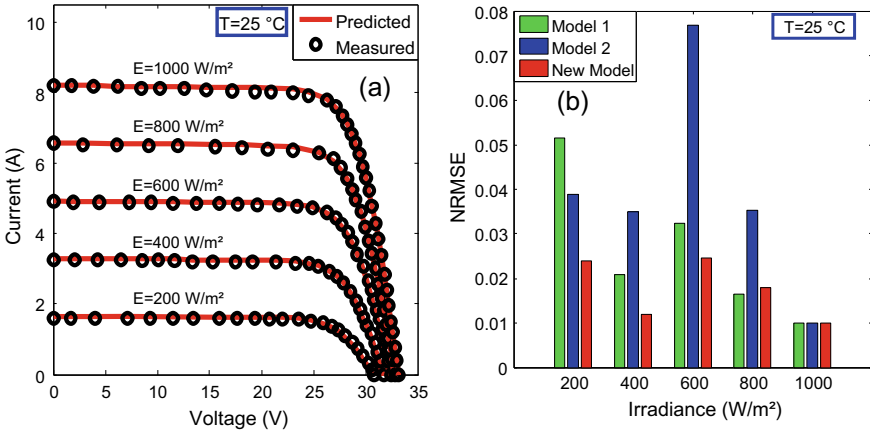 T=25 °C
Predicted
Measured
(a)
E=1000 W/m²
E=800 W/m²
E=600 W/m²
E=400 W/m²
E=200 W/m²
Current (A)
10
8
6
4
2
0
0 5 10 15 20 25 30 35
Voltage (V)
Model 1
Model 2
New Model
T=25 °C
(b)
NRMSE
0.08
0.07
0.06
0.05
0.04
0.03
0.02
0.01
0
200 400 600 800 1000
Irradiance (W/m²)